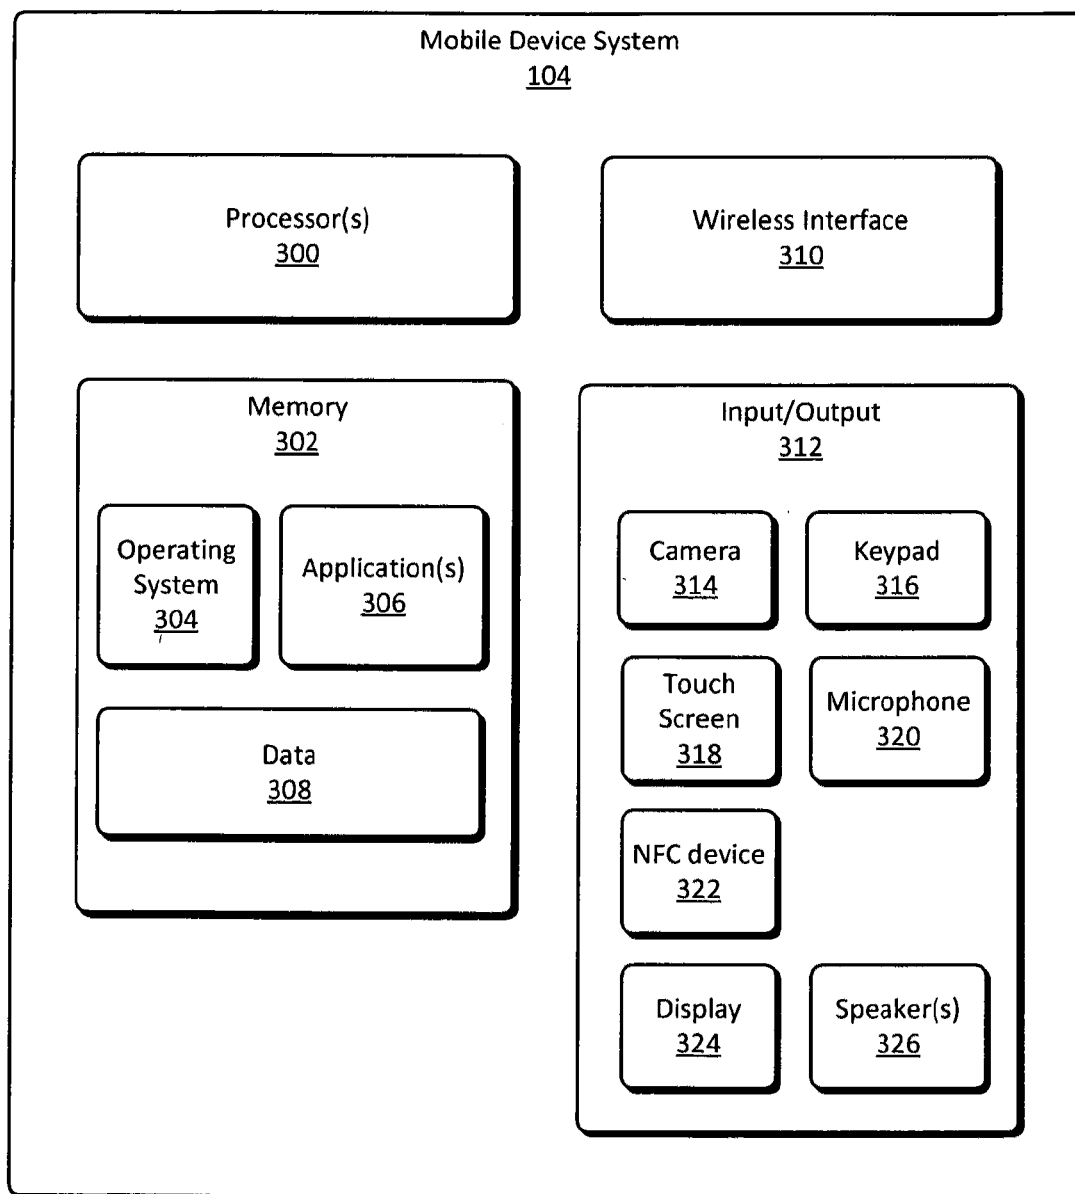 Mobile Device System
104
Processor(s)
300
Wireless Interface
310
Memory
302
Operating
System
304
Application(s)
306
Data
308
Input/Output
312
Camera
314
Keypad
316
Touch
Screen
318
Microphone
320
NFC device
322
Display
324
Speaker(s)
326